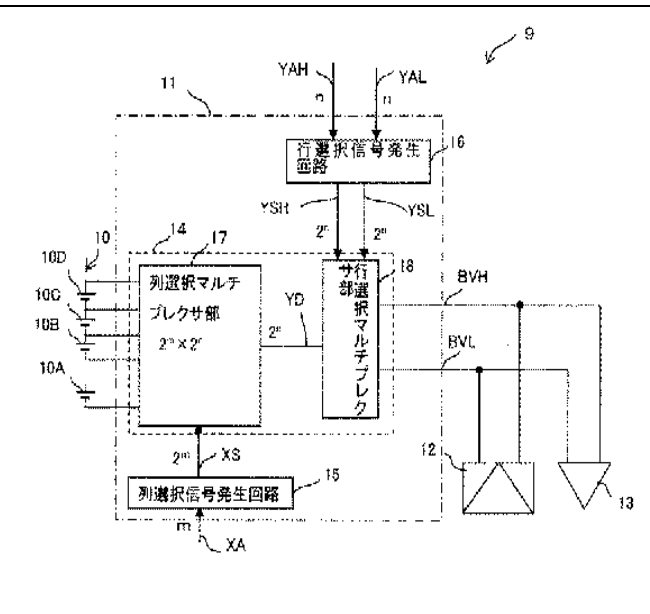 9
YAH
YAL
11
n
n
行選択信号発生
回路
16
YSH
YSL
2ⁿ
2ⁿ
14
17
10
10D
10C
10B
10A
列選択マルチ
プレクサ部
2ᵐ×2ⁿ
YD
2ⁿ
行選択マルチプレク
サ部
18
BVH
BVL
2ᵐ
XS
列選択信号発生回路
15
m
XA
12
13